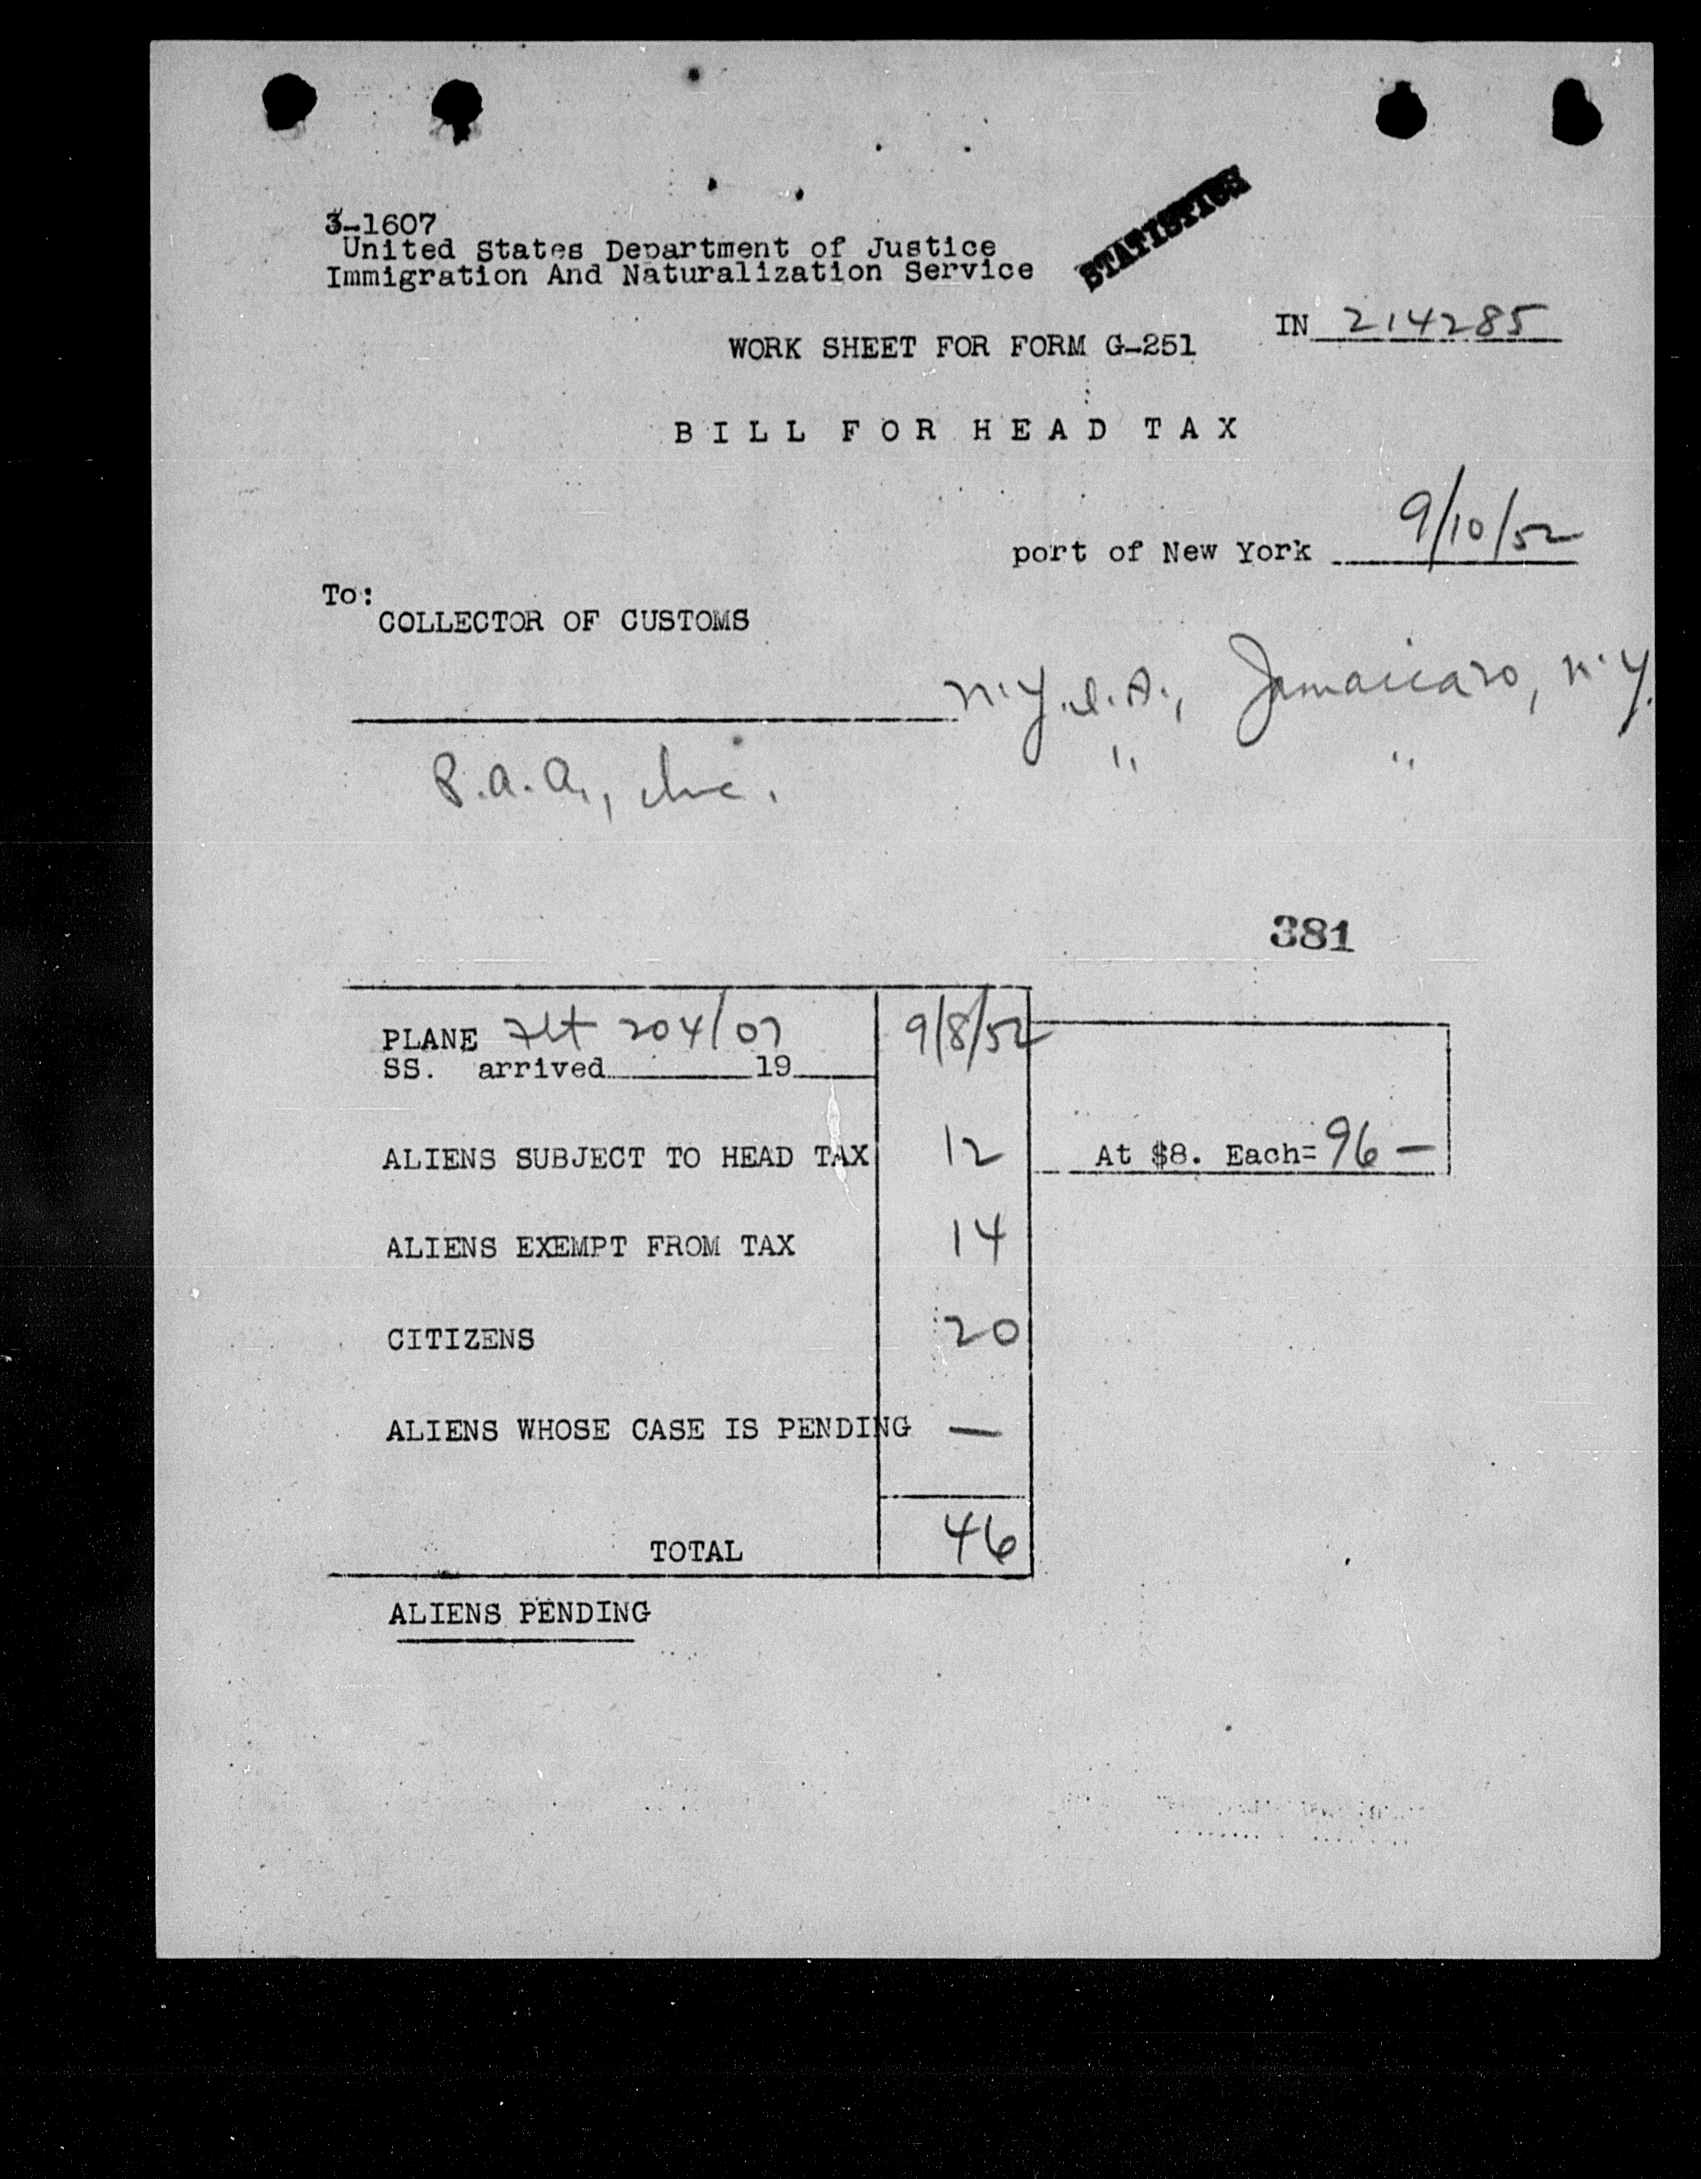 3-1607
United States Department of Justice
Immigration And Naturalization Service
STATISTICS
IN 214285
WORK SHEET FOR FORM G-251
BILL FOR HEAD TAX
port of New York 9/10/52
To:
COLLECTOR OF CUSTOMS
N.Y.I.A., Jamaica 30, N.Y.
P.A.A., Inc. " "
381
PLANE Flt 204/07 9/8/52
SS. arrived 19
ALIENS SUBJECT TO HEAD TAX 12 At $8. Each= 96 —
ALIENS EXEMPT FROM TAX 14
CITIZENS 20
ALIENS WHOSE CASE IS PENDING —
TOTAL 46
ALIENS PENDING